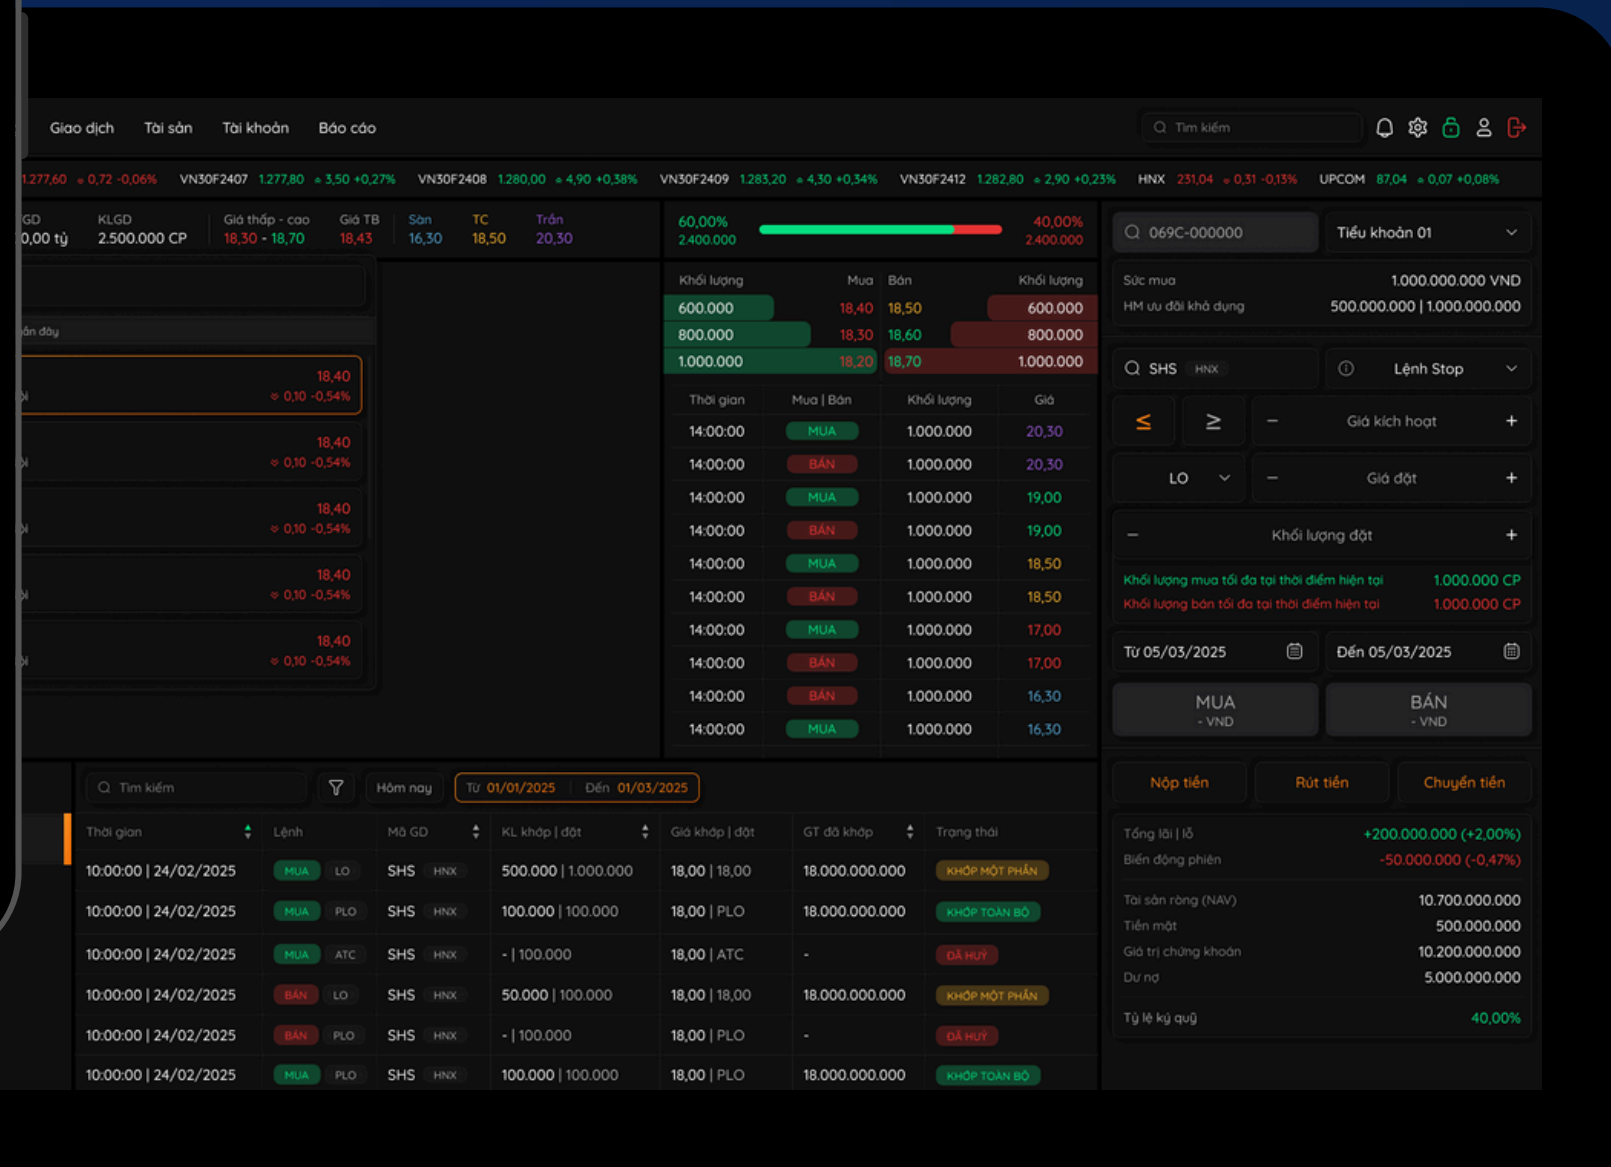 Giao dịch Tài sản Tài khoản Báo cáo Tìm kiếm
1.277,60 0,72 -0,06% VN30F2407 1.277,80 3,50 +0,27% VN30F2408 1.280,00 4,90 +0,38% VN30F2409 1.283,20 4,30 +0,34% VN30F2412 1.282,80 2,90 +0,23% HNX 231,04 0,31 -0,13% UPCOM 87,04 0,07 +0,08%
GD KLGD Giá thấp - cao Giá TB Sàn TC Trần
0,00 tỷ 2.500.000 CP 18,30 - 18,70 18,43 16,30 18,50 20,30
18,40
0,10 -0,54%
18,40
0,10 -0,54%
18,40
0,10 -0,54%
18,40
0,10 -0,54%
18,40
0,10 -0,54%
60,00% 40,00%
2.400.000 2.400.000
Khối lượng Mua Bán Khối lượng
600.000 18,40 18,50 600.000
800.000 18,30 18,60 800.000
1.000.000 18,20 18,70 1.000.000
Thời gian Mua | Bán Khối lượng Giá
14:00:00 MUA 1.000.000 20,30
14:00:00 BÁN 1.000.000 20,30
14:00:00 MUA 1.000.000 19,00
14:00:00 BÁN 1.000.000 19,00
14:00:00 MUA 1.000.000 18,50
14:00:00 BÁN 1.000.000 18,50
14:00:00 MUA 1.000.000 17,00
14:00:00 BÁN 1.000.000 17,00
14:00:00 BÁN 1.000.000 16,30
14:00:00 MUA 1.000.000 16,30
069C-000000 Tiểu khoản 01
Sức mua 1.000.000.000 VND
HM ưu đãi khả dụng 500.000.000 | 1.000.000.000
SHS HNX Lệnh Stop
≤ ≥ − Giá kích hoạt +
LO − Giá đặt +
− Khối lượng đặt +
Khối lượng mua tối đa tại thời điểm hiện tại 1.000.000 CP
Khối lượng bán tối đa tại thời điểm hiện tại 1.000.000 CP
Từ 05/03/2025 Đến 05/03/2025
MUA BÁN
- VND - VND
Nộp tiền Rút tiền Chuyển tiền
Tổng lãi | lỗ +200.000.000 (+2,00%)
Biến động phiên -50.000.000 (-0,47%)
Tài sản ròng (NAV) 10.700.000.000
Tiền mặt 500.000.000
Giá trị chứng khoán 10.200.000.000
Dư nợ 5.000.000.000
Tỷ lệ ký quỹ 40,00%
Tìm kiếm Hôm nay Từ 01/01/2025 Đến 01/03/2025
Thời gian Lệnh Mã GD KL khớp | đặt Giá khớp | đặt GT đã khớp Trạng thái
10:00:00 | 24/02/2025 MUA LO SHS HNX 500.000 | 1.000.000 18,00 | 18,00 18.000.000.000 KHỚP MỘT PHẦN
10:00:00 | 24/02/2025 MUA PLO SHS HNX 100.000 | 100.000 18,00 | PLO 18.000.000.000 KHỚP TOÀN BỘ
10:00:00 | 24/02/2025 MUA ATC SHS HNX - | 100.000 18,00 | ATC - ĐÃ HUỶ
10:00:00 | 24/02/2025 BÁN LO SHS HNX 50.000 | 100.000 18,00 | 18,00 18.000.000.000 KHỚP MỘT PHẦN
10:00:00 | 24/02/2025 BÁN PLO SHS HNX - | 100.000 18,00 | PLO - ĐÃ HUỶ
10:00:00 | 24/02/2025 MUA PLO SHS HNX 100.000 | 100.000 18,00 | PLO 18.000.000.000 KHỚP TOÀN BỘ